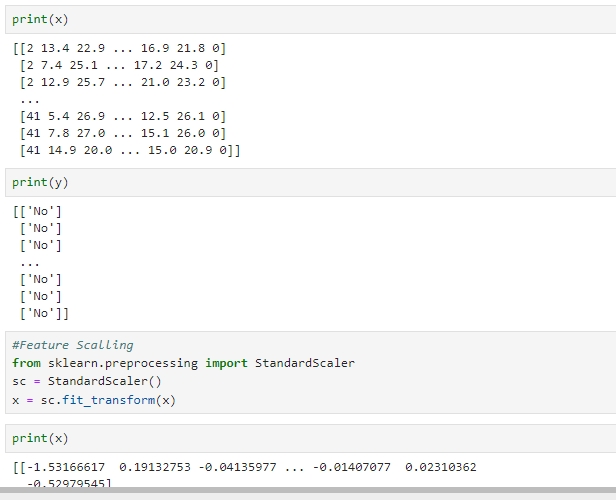 print(x)
[[2 13.4 22.9 ... 16.9 21.8 0]
[2 7.4 25.1 ... 17.2 24.3 0]
[2 12.9 25.7 ... 21.0 23.2 0]
...
[41 5.4 26.9 ... 12.5 26.1 0]
[41 7.8 27.0 ... 15.1 26.0 0]
[41 14.9 20.0 ... 15.0 20.9 0]]
print(y)
[['No']
['No']
['No']
...
['No']
['No']
['No']]
#Feature Scalling
from sklearn.preprocessing import StandardScaler
sc = StandardScaler()
x = sc.fit_transform(x)
print(x)
[[-1.53166617 0.19132753 -0.04135977 ... -0.01407077 0.02310362
-0.52979545]